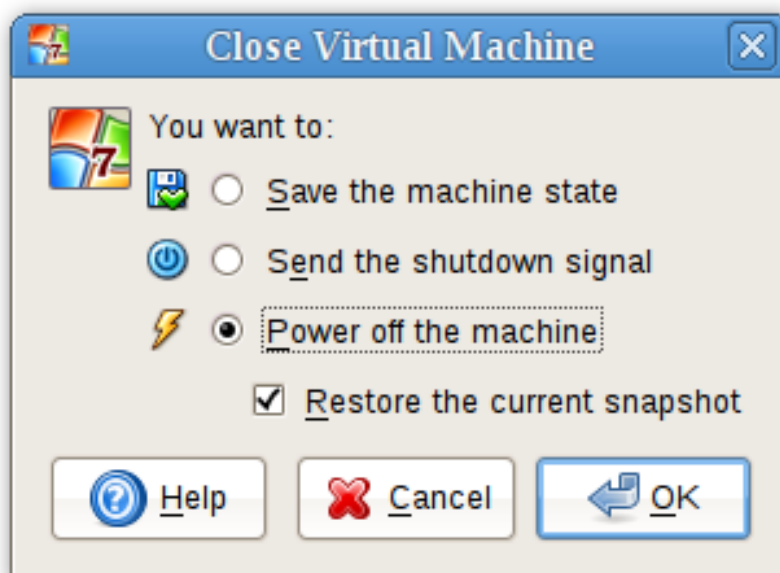 Close Virtual Machine
7
You want to:
Save the machine state
Send the shutdown signal
Power off the machine
Restore the current snapshot
Help Cancel OK